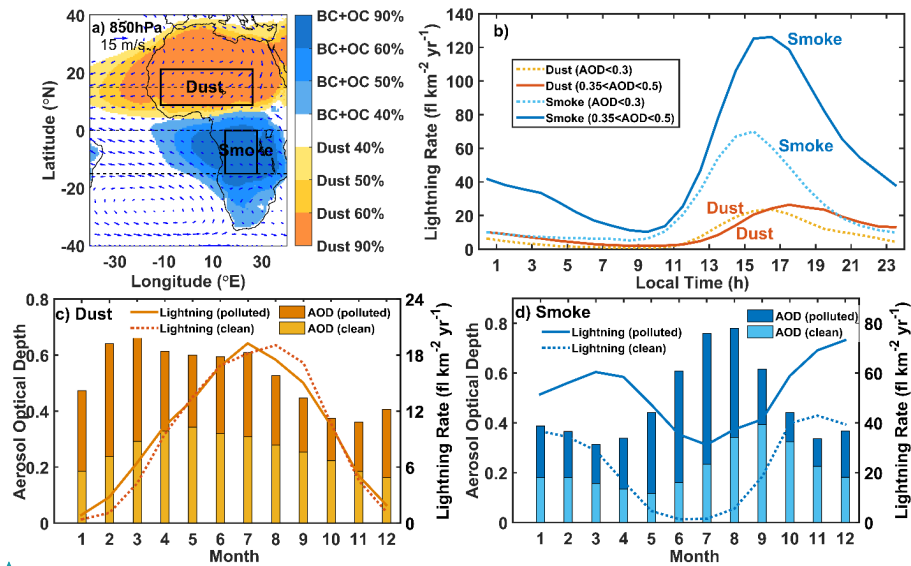 a) 850hPa
15 m/s
Dust
Smoke
Latitude (°N)
40
20
0
-20
-40
-30
0
30
Longitude (°E)
BC+OC 90%
BC+OC 60%
BC+OC 50%
BC+OC 40%
Dust 40%
Dust 50%
Dust 60%
Dust 90%
b)
Lightning Rate (fl km-2 yr-1)
140
120
100
80
60
40
20
0
Dust (AOD<0.3)
Dust (0.35<AOD<0.5)
Smoke (AOD<0.3)
Smoke (0.35<AOD<0.5)
Smoke
Smoke
Dust
Dust
1 3 5 7 9 11 13 15 17 19 21 23
Local Time (h)
c) Dust
Lightning (polluted)
Lightning (clean)
AOD (polluted)
AOD (clean)
Aerosol Optical Depth
0.8
0.6
0.4
0.2
0
24
18
12
6
0
Lightning Rate (fl km-2 yr-1)
1 2 3 4 5 6 7 8 9 10 11 12
Month
d) Smoke
Lightning (polluted)
Lightning (clean)
AOD (polluted)
AOD (clean)
Aerosol Optical Depth
0.8
0.6
0.4
0.2
0
80
60
40
20
0
Lightning Rate (fl km-2 yr-1)
1 2 3 4 5 6 7 8 9 10 11 12
Month